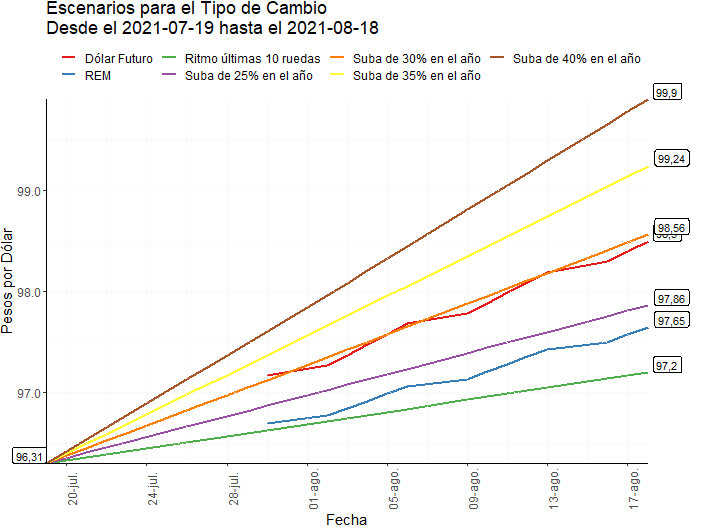 Escenarios para el Tipo de Cambio
Desde el 2021-07-19 hasta el 2021-08-18
Dólar Futuro
Ritmo últimas 10 ruedas
Suba de 30% en el año
Suba de 40% en el año
REM
Suba de 25% en el año
Suba de 35% en el año
99,9
99,24
98,56
97,86
97,65
97,2
96,31
99.0
98.0
97.0
Pesos por Dólar
20-jul.
24-jul.
28-jul.
01-ago.
05-ago.
09-ago.
13-ago.
17-ago.
Fecha